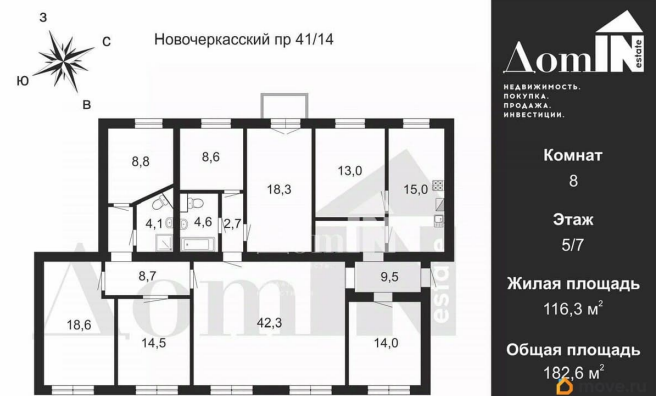 З
С
Ю
В
Новочеркасский пр 41/14
8,8
8,6
18,3
13,0
15,0
4,1
4,6
2,7
8,7
9,5
18,6
14,5
42,3
14,0
ДомIN
estate
ДомIN
estate
НЕДВИЖИМОСТЬ.
ПОКУПКА.
ПРОДАЖА.
ИНВЕСТИЦИИ.
Комнат
8
Этаж
5/7
Жилая площадь
116,3 м²
Общая площадь
182,6 м²
move.ru